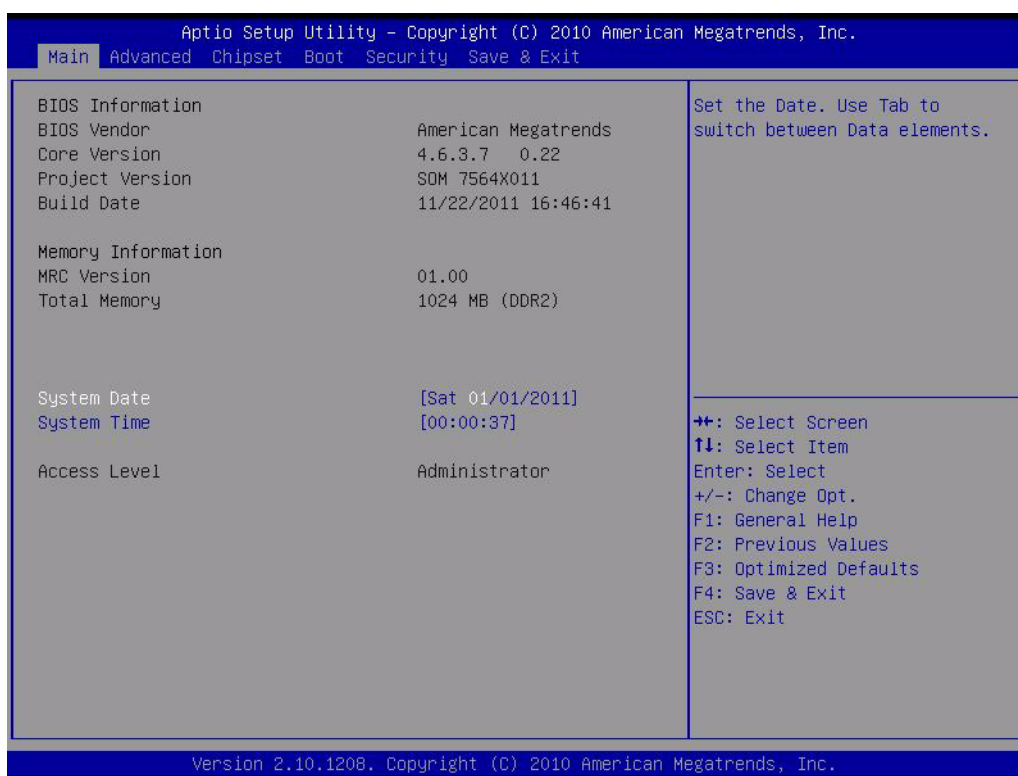 Aptio Setup Utility – Copyright (C) 2010 American Megatrends, Inc.
Main Advanced Chipset Boot Security Save & Exit
BIOS Information
BIOS Vendor American Megatrends
Core Version 4.6.3.7 0.22
Project Version SOM 7564X011
Build Date 11/22/2011 16:46:41
Memory Information
MRC Version 01.00
Total Memory 1024 MB (DDR2)
System Date [Sat 01/01/2011]
System Time [00:00:37]
Access Level Administrator
Set the Date. Use Tab to
switch between Data elements.
→←: Select Screen
↑↓: Select Item
Enter: Select
+/-: Change Opt.
F1: General Help
F2: Previous Values
F3: Optimized Defaults
F4: Save & Exit
ESC: Exit
Version 2.10.1208. Copyright (C) 2010 American Megatrends, Inc.